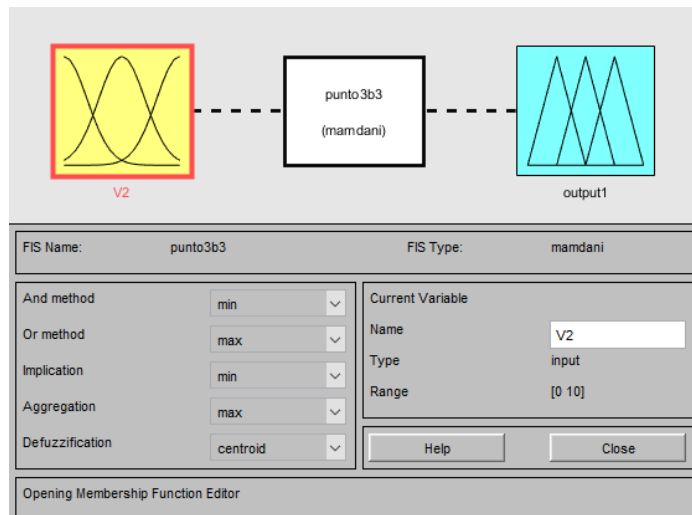 punto3b3
(mamdani)
V2
output1
FIS Name: punto3b3 FIS Type: mamdani
And method min
Or method max
Implication min
Aggregation max
Defuzzification centroid
Current Variable
Name V2
Type input
Range [0 10]
Help Close
Opening Membership Function Editor